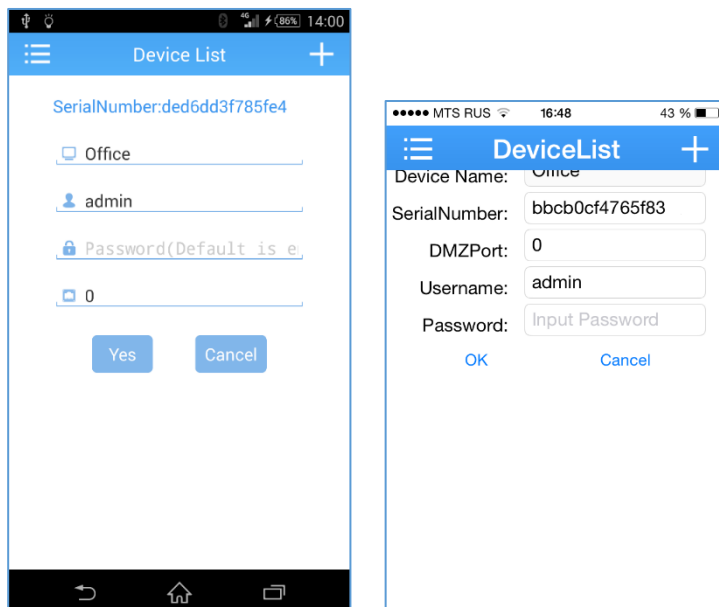 4G 86% 14:00
Device List
SerialNumber:ded6dd3f785fe4
Office
admin
Password(Default is e
0
Yes Cancel
MTS RUS 16:48 43 %
DeviceList
Device Name: Office
SerialNumber: bbcb0cf4765f83
DMZPort: 0
Username: admin
Password: Input Password
OK Cancel